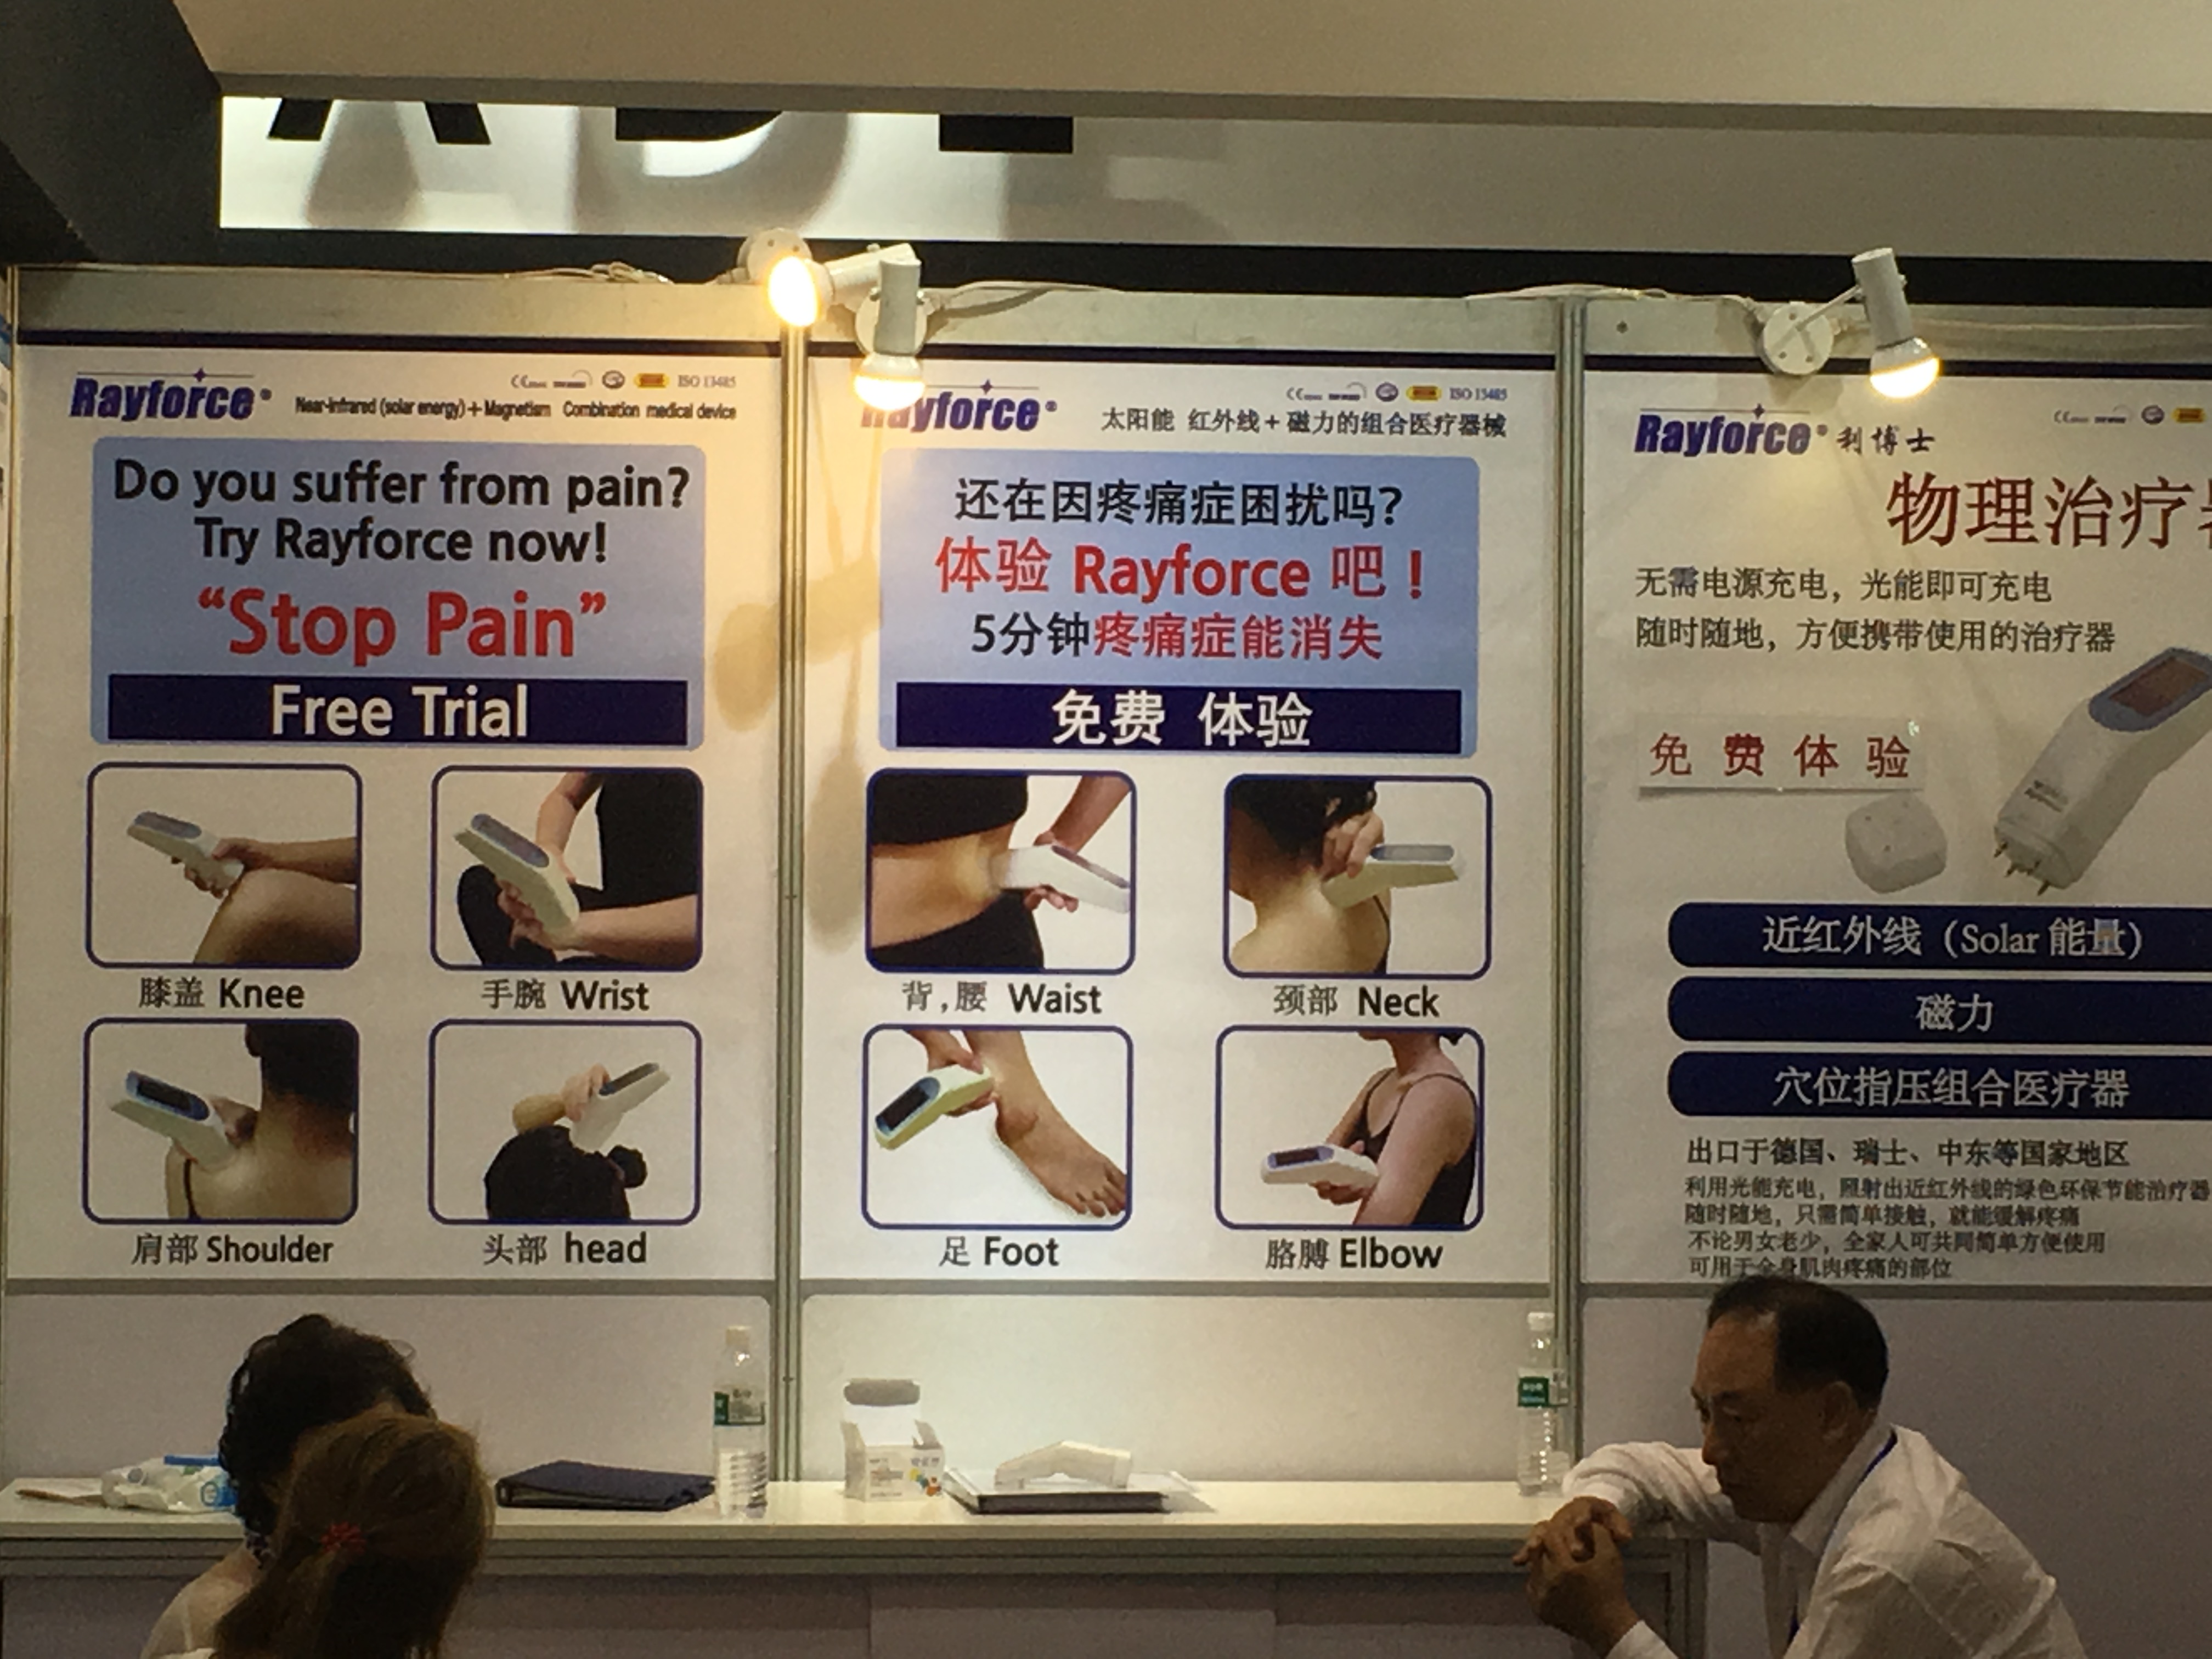 Rayforce®
ISO 13485
Near-infrared (solar energy) + Magnetism Combination medical device
Do you suffer from pain?
Try Rayforce now!
“Stop Pain”
Free Trial
膝盖 Knee
手腕 Wrist
肩部 Shoulder
头部 head
Rayforce®
ISO 13485
太阳能 红外线+磁力的组合医疗器械
还在因疼痛症困扰吗?
体验 Rayforce 吧!
5分钟疼痛症能消失
免费 体验
背,腰 Waist
颈部 Neck
足 Foot
胳膊 Elbow
Rayforce® 利博士
物理治疗
无需电源充电，光能即可充电
随时随地，方便携带使用的治疗器
免费体验
近红外线（Solar 能量）
磁力
穴位指压组合医疗器
出口于德国、瑞士、中东等国家地区
利用光能充电，照射出近红外线的绿色环保节能治疗器
随时随地，只需简单接触，就能缓解疼痛
不论男女老少，全家人可共同简单方便使用
可用于全身肌肉疼痛的部位